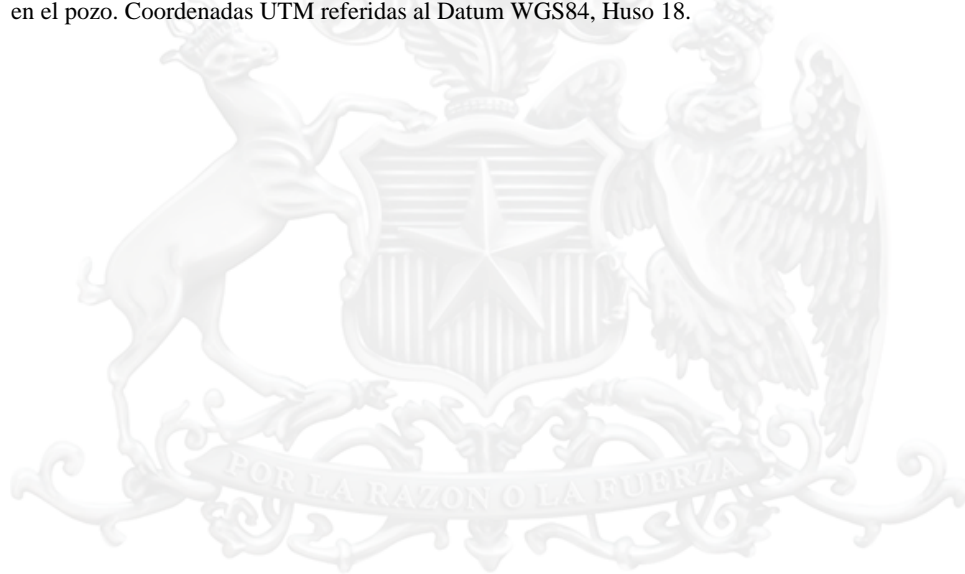 en el pozo. Coordenadas UTM referidas al Datum WGS84, Huso 18.
POR LA RAZON O LA FUERZA